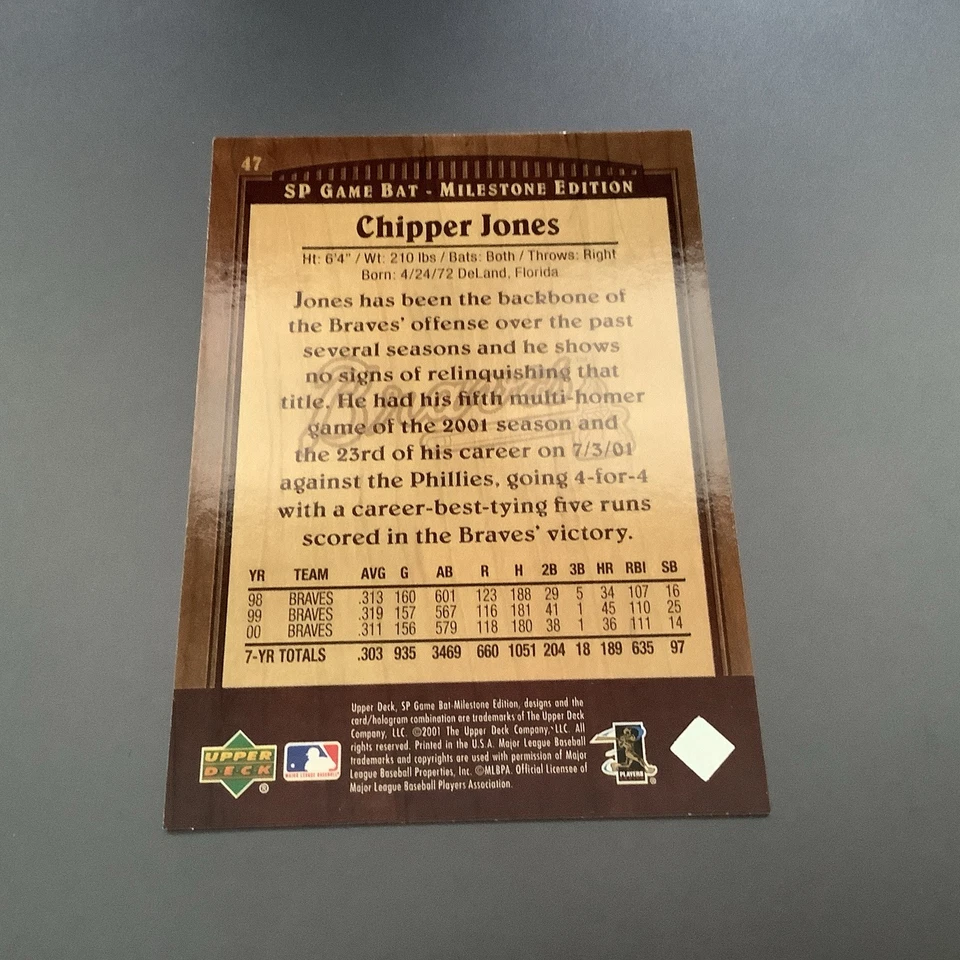 47
SP GAME BAT - MILESTONE EDITION
Chipper Jones
Ht: 6'4" / Wt: 210 lbs / Bats: Both / Throws: Right
Born: 4/24/72 DeLand, Florida
Jones has been the backbone of
the Braves' offense over the past
several seasons and he shows
no signs of relinquishing that
title. He had his fifth multi-homer
game of the 2001 season and
the 23rd of his career on 7/3/01
against the Phillies, going 4-for-4
with a career-best-tying five runs
scored in the Braves' victory.
Braves
YR TEAM AVG G AB R H 2B 3B HR RBI SB
98 BRAVES .313 160 601 123 188 29 5 34 107 16
99 BRAVES .319 157 567 116 181 41 1 45 110 25
00 BRAVES .311 156 579 118 180 38 1 36 111 14
7-YR TOTALS .303 935 3469 660 1051 204 18 189 635 97
Upper Deck, SP Game Bat-Milestone Edition, designs and the
card/hologram combination are trademarks of The Upper Deck
Company, LLC. ©2001 The Upper Deck Company, LLC. All
rights reserved. Printed in the U.S.A. Major League Baseball
trademarks and copyrights are used with permission of Major
League Baseball Properties, Inc. ©MLBPA. Official Licensee of
Major League Baseball Players Association.
UPPER
DECK
®
MAJOR LEAGUE BASEBALL
PLAYERS
®